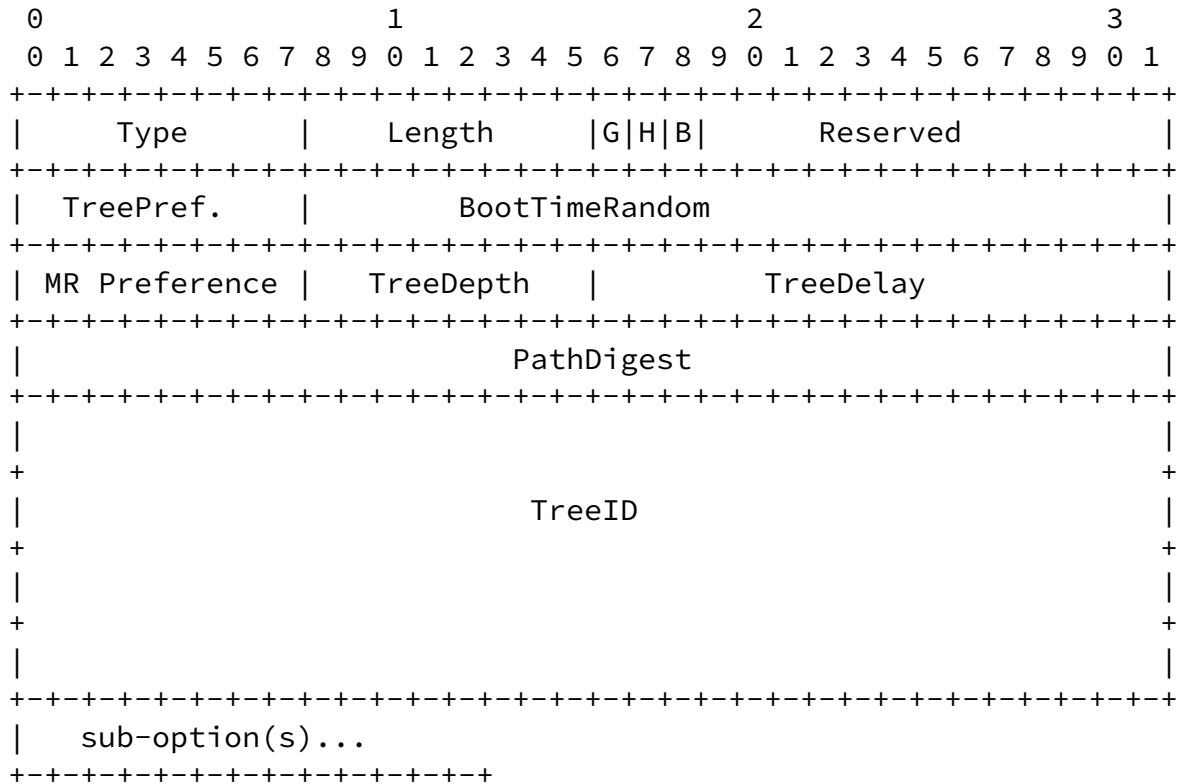 0                   1                   2                   3
 0 1 2 3 4 5 6 7 8 9 0 1 2 3 4 5 6 7 8 9 0 1 2 3 4 5 6 7 8 9 0 1
+-+-+-+-+-+-+-+-+-+-+-+-+-+-+-+-+-+-+-+-+-+-+-+-+-+-+-+-+-+-+-+-+
|     Type      |    Length     |G|H|B|      Reserved           |
+-+-+-+-+-+-+-+-+-+-+-+-+-+-+-+-+-+-+-+-+-+-+-+-+-+-+-+-+-+-+-+-+
|  TreePref.    |        BootTimeRandom                         |
+-+-+-+-+-+-+-+-+-+-+-+-+-+-+-+-+-+-+-+-+-+-+-+-+-+-+-+-+-+-+-+-+
| MR Preference |   TreeDepth   |         TreeDelay             |
+-+-+-+-+-+-+-+-+-+-+-+-+-+-+-+-+-+-+-+-+-+-+-+-+-+-+-+-+-+-+-+-+
|                           PathDigest                          |
+-+-+-+-+-+-+-+-+-+-+-+-+-+-+-+-+-+-+-+-+-+-+-+-+-+-+-+-+-+-+-+-+
|                                                               |
+                                                               +
|                            TreeID                             |
+                                                               +
|                                                               |
+                                                               +
|                                                               |
+-+-+-+-+-+-+-+-+-+-+-+-+-+-+-+-+-+-+-+-+-+-+-+-+-+-+-+-+-+-+-+-+
|   sub-option(s)...
+-+-+-+-+-+-+-+-+-+-+-+-+-+